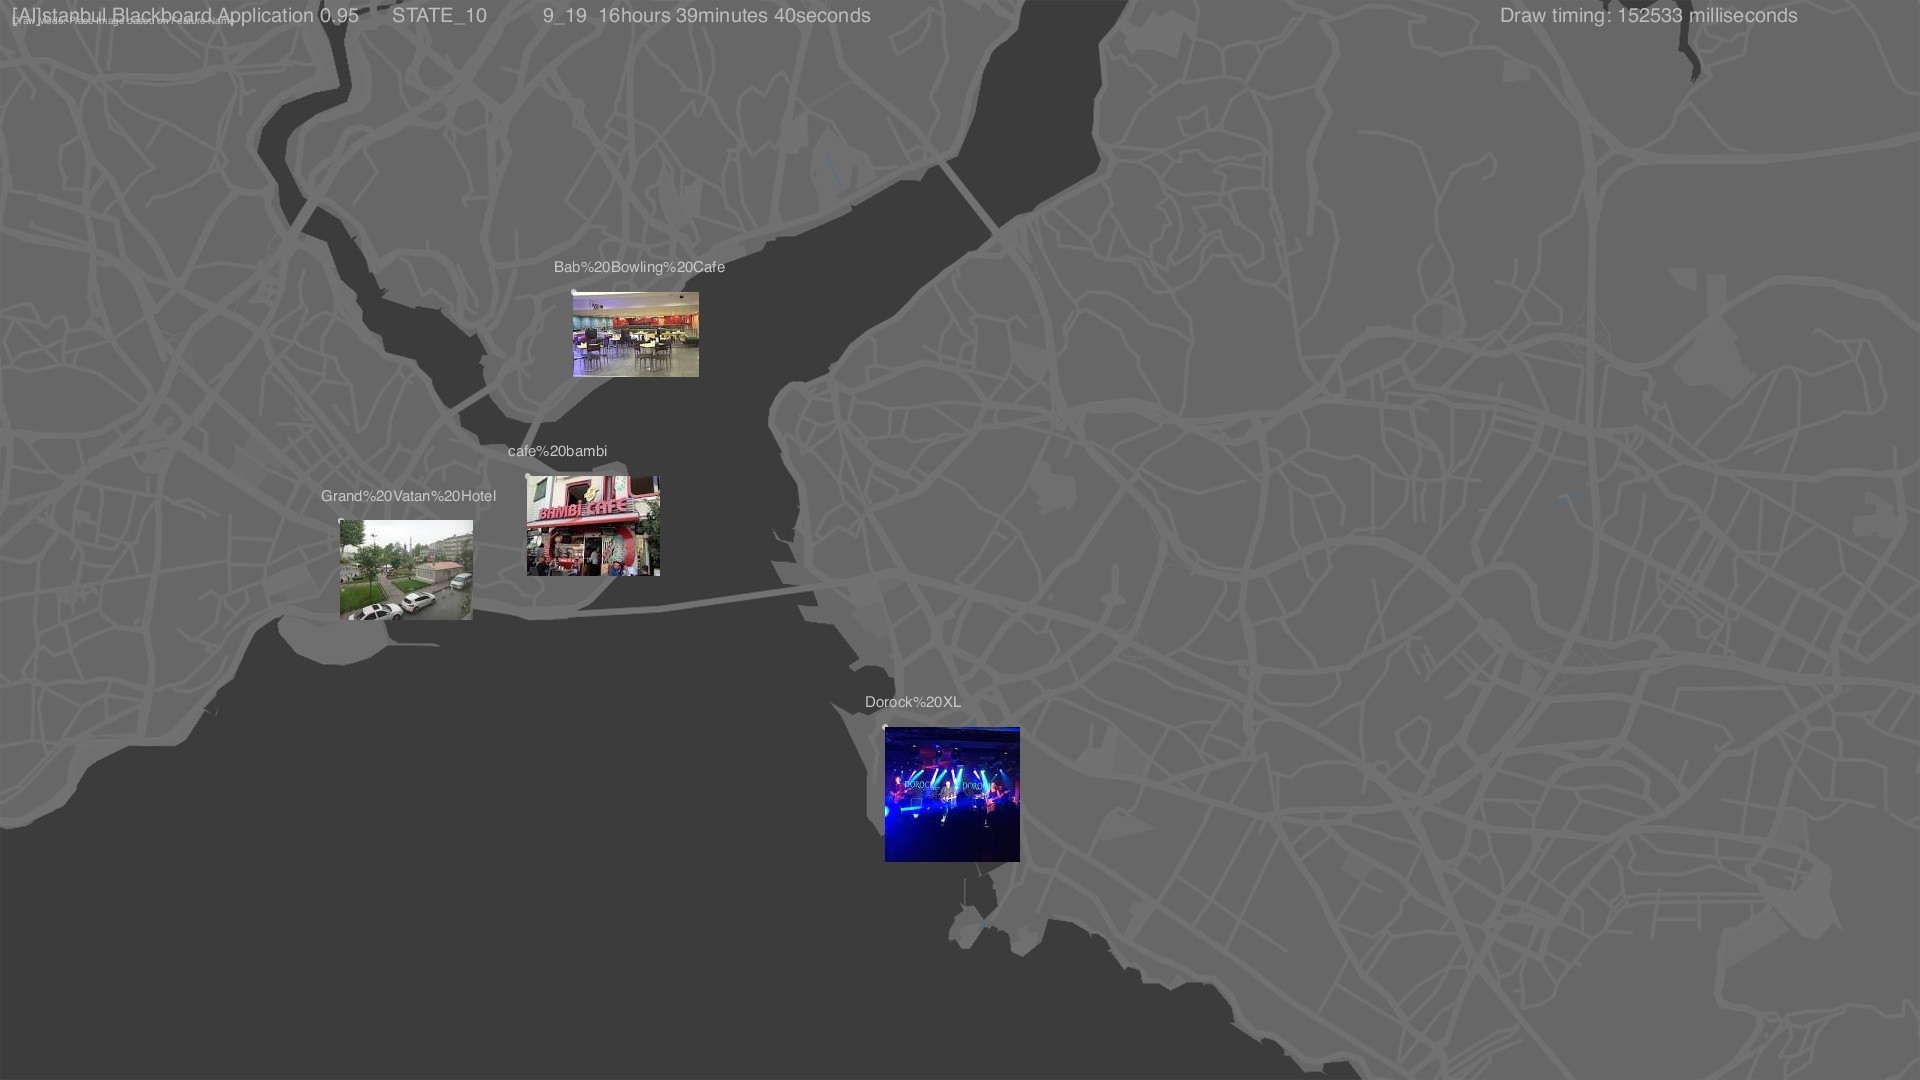 [AI]stanbul Blackboard Application 0.95 STATE_10 9_19 16hours 39minutes 40seconds Draw timing: 152533 milliseconds
Bab%20Bowling%20Cafe
cafe%20bambi
BAMBI CAFE
Grand%20Vatan%20Hotel
Dorock%20XL
DOROCK DOROCK